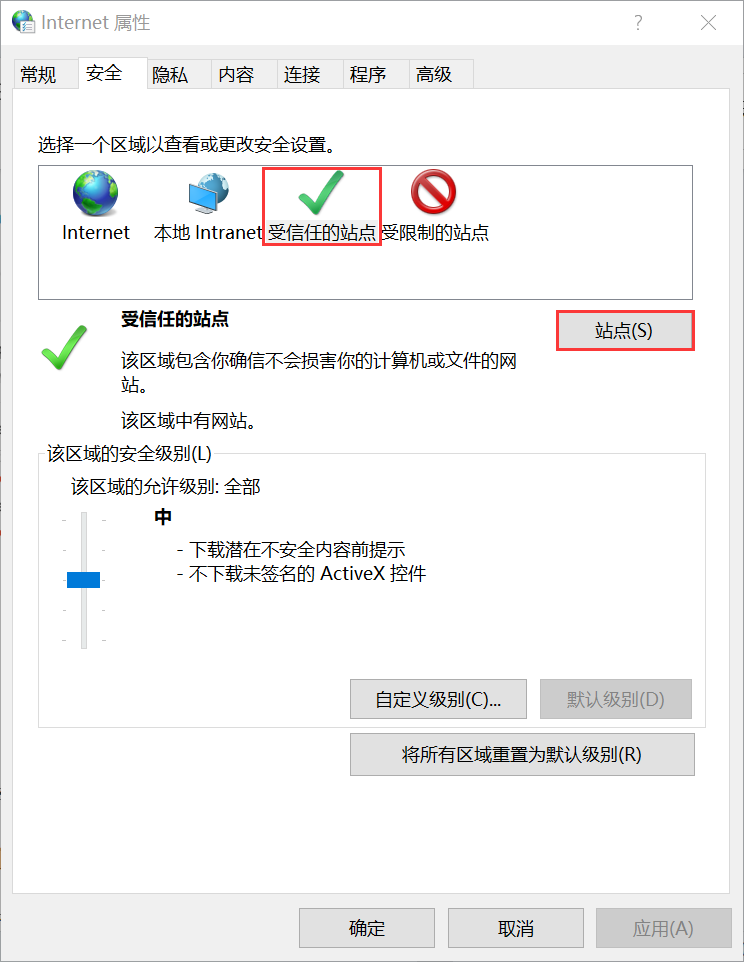 Internet 属性
常规 安全 隐私 内容 连接 程序 高级
选择一个区域以查看或更改安全设置。
Internet 本地 Intranet 受信任的站点 受限制的站点
受信任的站点
站点(S)
该区域包含你确信不会损害你的计算机或文件的网
站。
该区域中有网站。
该区域的安全级别(L)
该区域的允许级别: 全部
中
- 下载潜在不安全内容前提示
- 不下载未签名的 ActiveX 控件
自定义级别(C)... 默认级别(D)
将所有区域重置为默认级别(R)
确定 取消 应用(A)